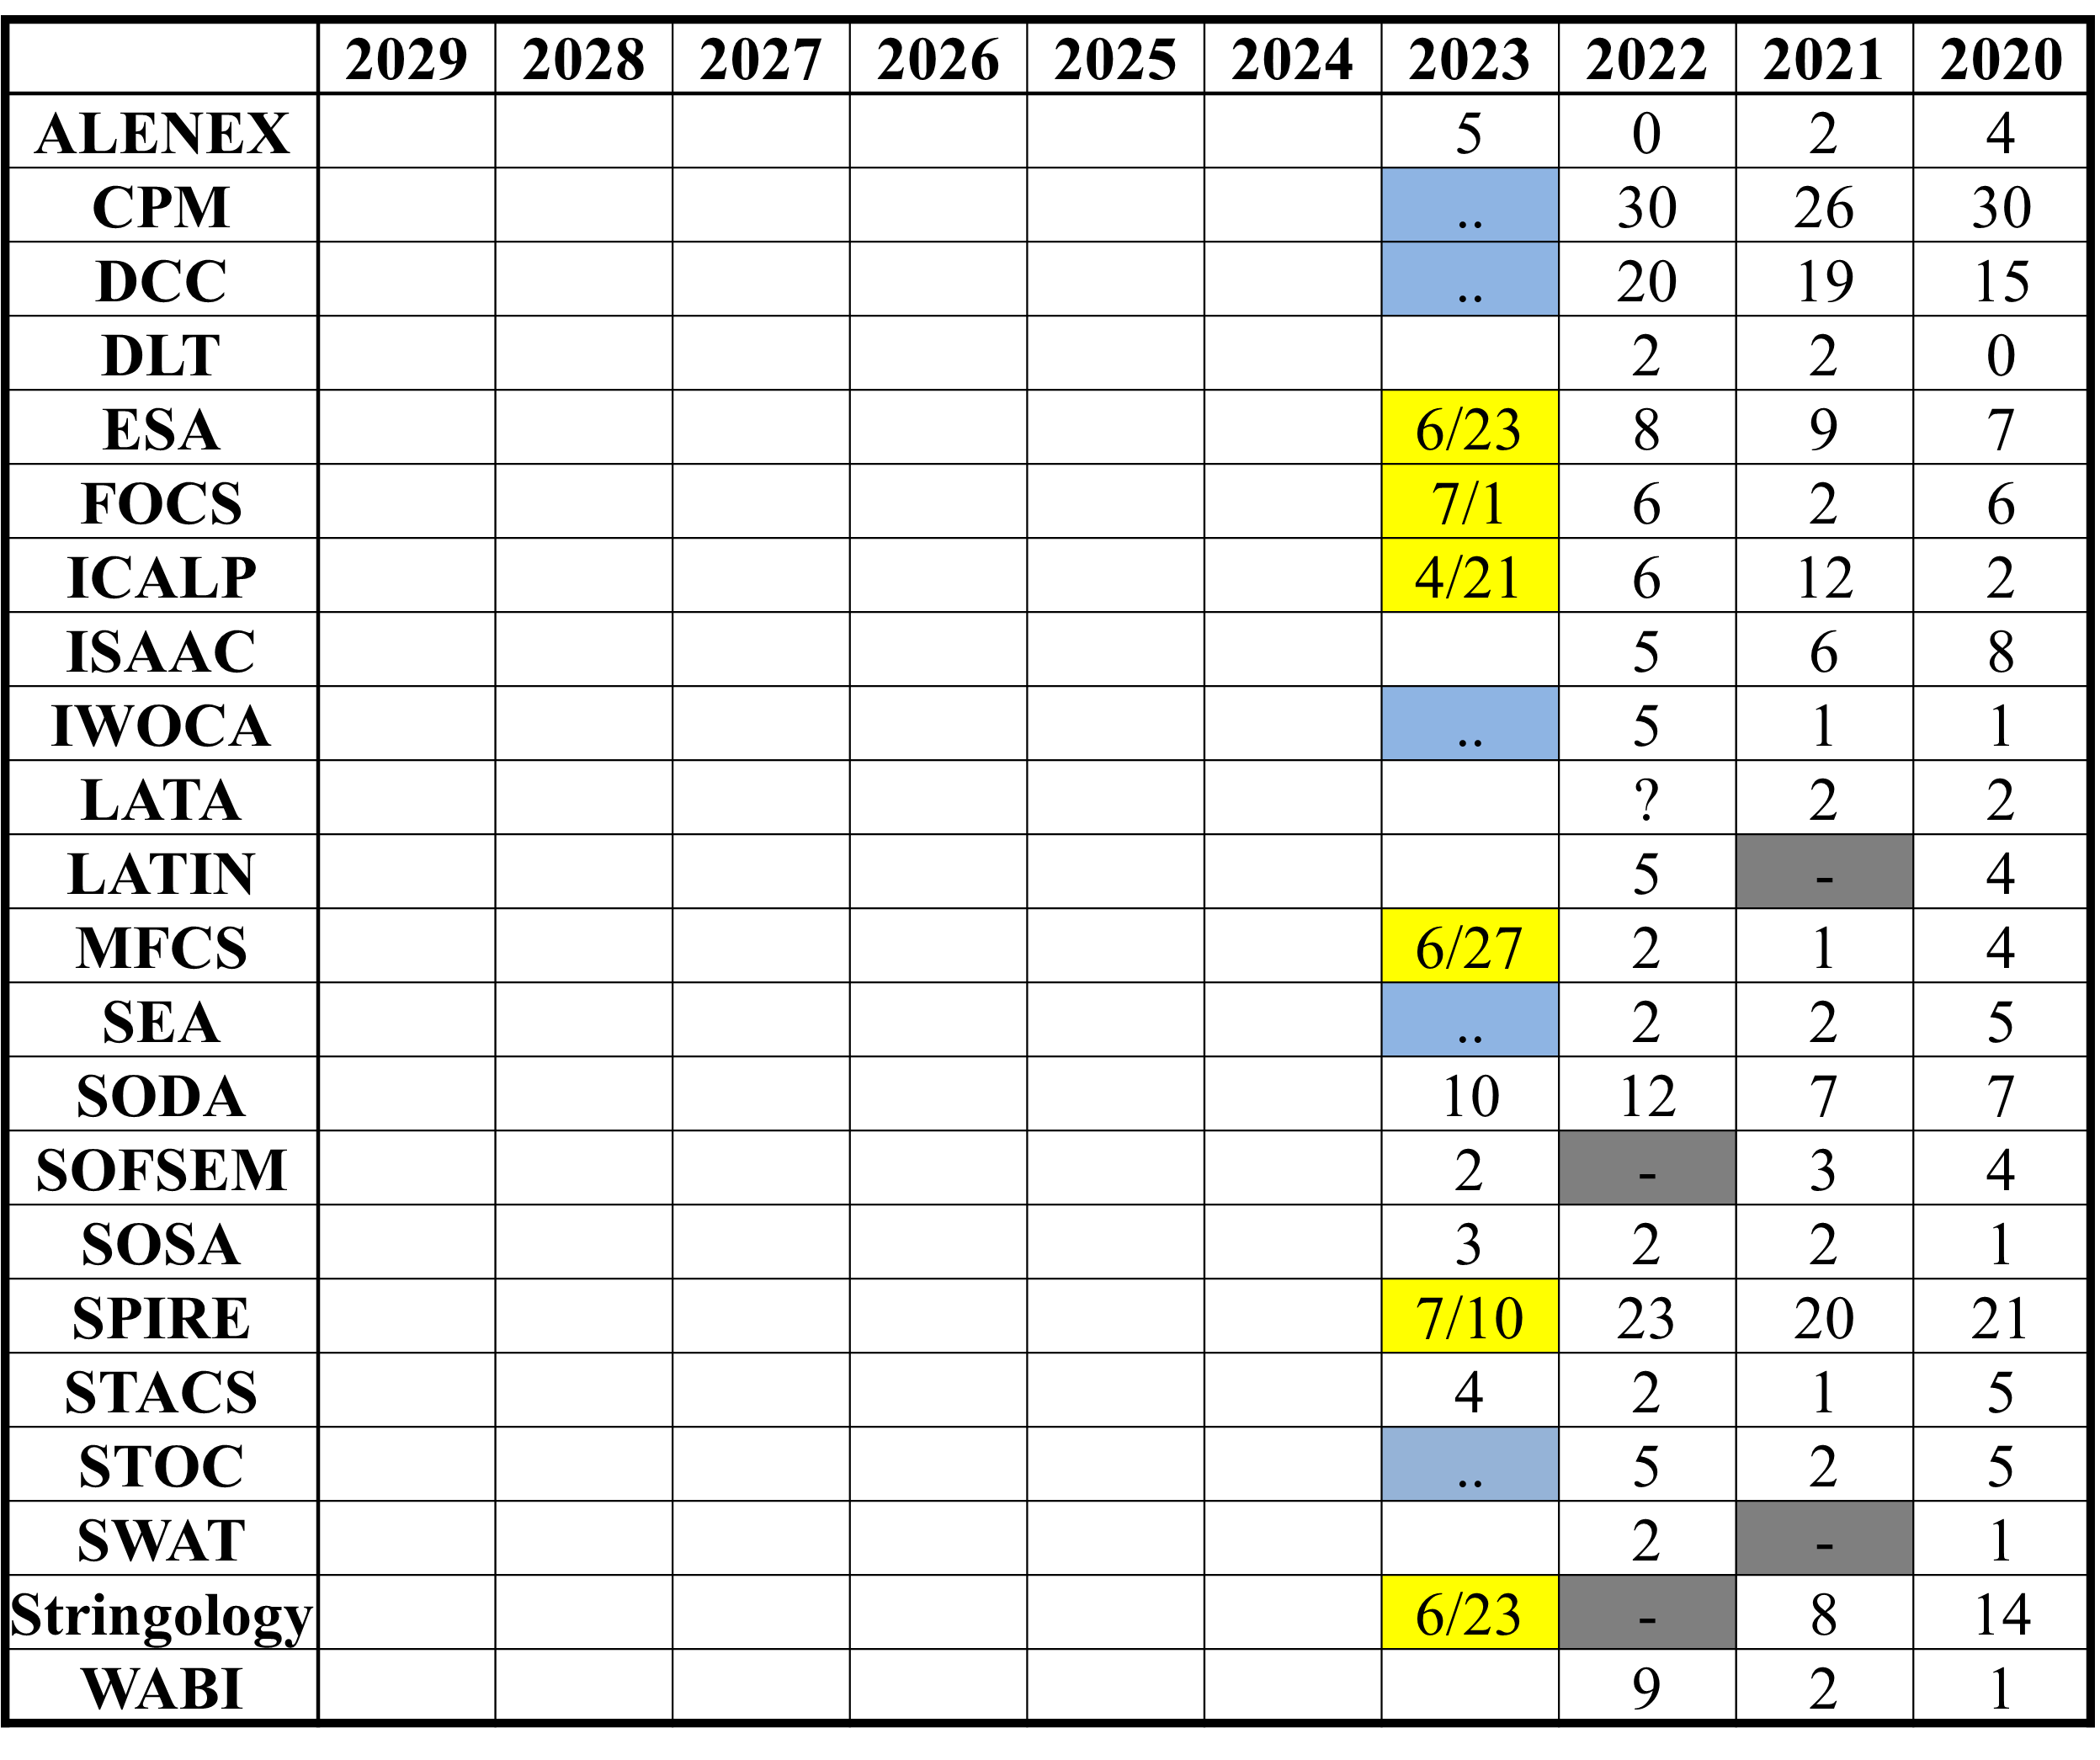 2029 2028 2027 2026 2025 2024 2023 2022 2021 2020
ALENEX 5 0 2 4
CPM .. 30 26 30
DCC .. 20 19 15
DLT 2 2 0
ESA 6/23 8 9 7
FOCS 7/1 6 2 6
ICALP 4/21 6 12 2
ISAAC 5 6 8
IWOCA .. 5 1 1
LATA ? 2 2
LATIN 5 - 4
MFCS 6/27 2 1 4
SEA .. 2 2 5
SODA 10 12 7 7
SOFSEM 2 - 3 4
SOSA 3 2 2 1
SPIRE 7/10 23 20 21
STACS 4 2 1 5
STOC .. 5 2 5
SWAT 2 - 1
Stringology 6/23 - 8 14
WABI 9 2 1